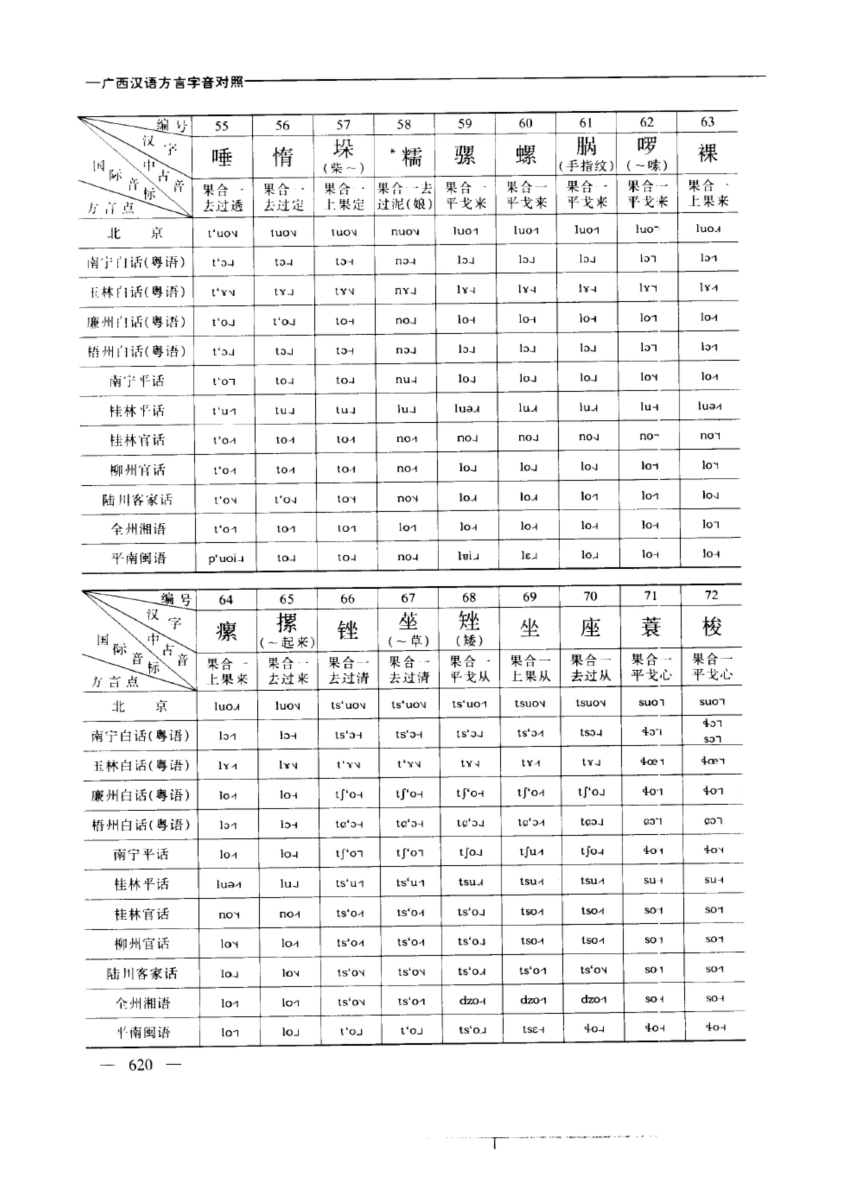 广西汉语方言字音对照
编号 55 56 57 58 59 60 61 62 63
汉字 唾 惰 垛(柴～) *糯 骡 螺 脶(手指纹) 啰(～嗦) 裸
国际音标 中古音 果合一 果合一 果合一 果合一去 果合一 果合一 果合一 果合一 果合一
方言点 去过透 去过定 上果定 过泥(娘) 平戈来 平戈来 平戈来 平戈来 上果来
北京 t‘uo tuo tuo nuo luo luo luo luo luo
南宁白话(粤语) t‘ɔ tɔ tɔ nɔ lɔ lɔ lɔ lɔ lɔ
玉林白话(粤语) t‘ɤ tɤ tɤ nɤ lɤ lɤ lɤ lɤ lɤ
廉州白话(粤语) t‘o t‘o to no lo lo lo lo lo
梧州白话(粤语) t‘ɔ tɔ tɔ nɔ lɔ lɔ lɔ lɔ lɔ
南宁平话 t‘o to to nu lo lo lo lo lo
桂林平话 t‘u tu tu lu luə lu lu lu luə
桂林官话 t‘o to to no no no no no no
柳州官话 t‘o to to no lo lo lo lo lo
陆川客家话 t‘o t‘o to no lo lo lo lo lo
全州湘语 t‘o to to lo lo lo lo lo lo
平南闽语 p‘uoi to to no lɐi lɛ lo lo lo
编号 64 65 66 67 68 69 70 71 72
汉字 瘰 摞(～起来) 锉 莝(～草) 矬(矮) 坐 座 蓑 梭
国际音标 中古音 果合一 果合一 果合一 果合一 果合一 果合一 果合一 果合一 果合一
方言点 上果来 去过来 去过清 去过清 平戈从 上果从 去过从 平戈心 平戈心
北京 luo luo ts‘uo ts‘uo ts‘uo tsuo tsuo suo suo
南宁白话(粤语) lɔ lɔ ts‘ɔ ts‘ɔ ts‘ɔ ts‘ɔ tsɔ ɬɔ ɬɔ sɔ
玉林白话(粤语) lɤ lɤ t‘ɤ t‘ɤ tɤ tɤ tɤ ɬœ ɬœ
廉州白话(粤语) lo lo tʃ‘o tʃ‘o tʃ‘o tʃ‘o tʃ‘o ɬo ɬo
梧州白话(粤语) lɔ lɔ tɕ‘ɔ tɕ‘ɔ tɕ‘ɔ tɕ‘ɔ tɕɔ ɕɔ ɕɔ
南宁平话 lo lo tʃ‘o tʃ‘o tʃo tʃu tʃo ɬo ɬo
桂林平话 luə lu ts‘u ts‘u tsu tsu tsu su su
桂林官话 no no ts‘o ts‘o ts‘o tso tso so so
柳州官话 lo lo ts‘o ts‘o ts‘o tso tso so so
陆川客家话 lo lo ts‘o ts‘o ts‘o ts‘o ts‘o so so
全州湘语 lo lo ts‘o ts‘o dzo dzo dzo so so
平南闽语 lo lo t‘o t‘o ts‘o tsɛ ɬo ɬo ɬo
— 620 —